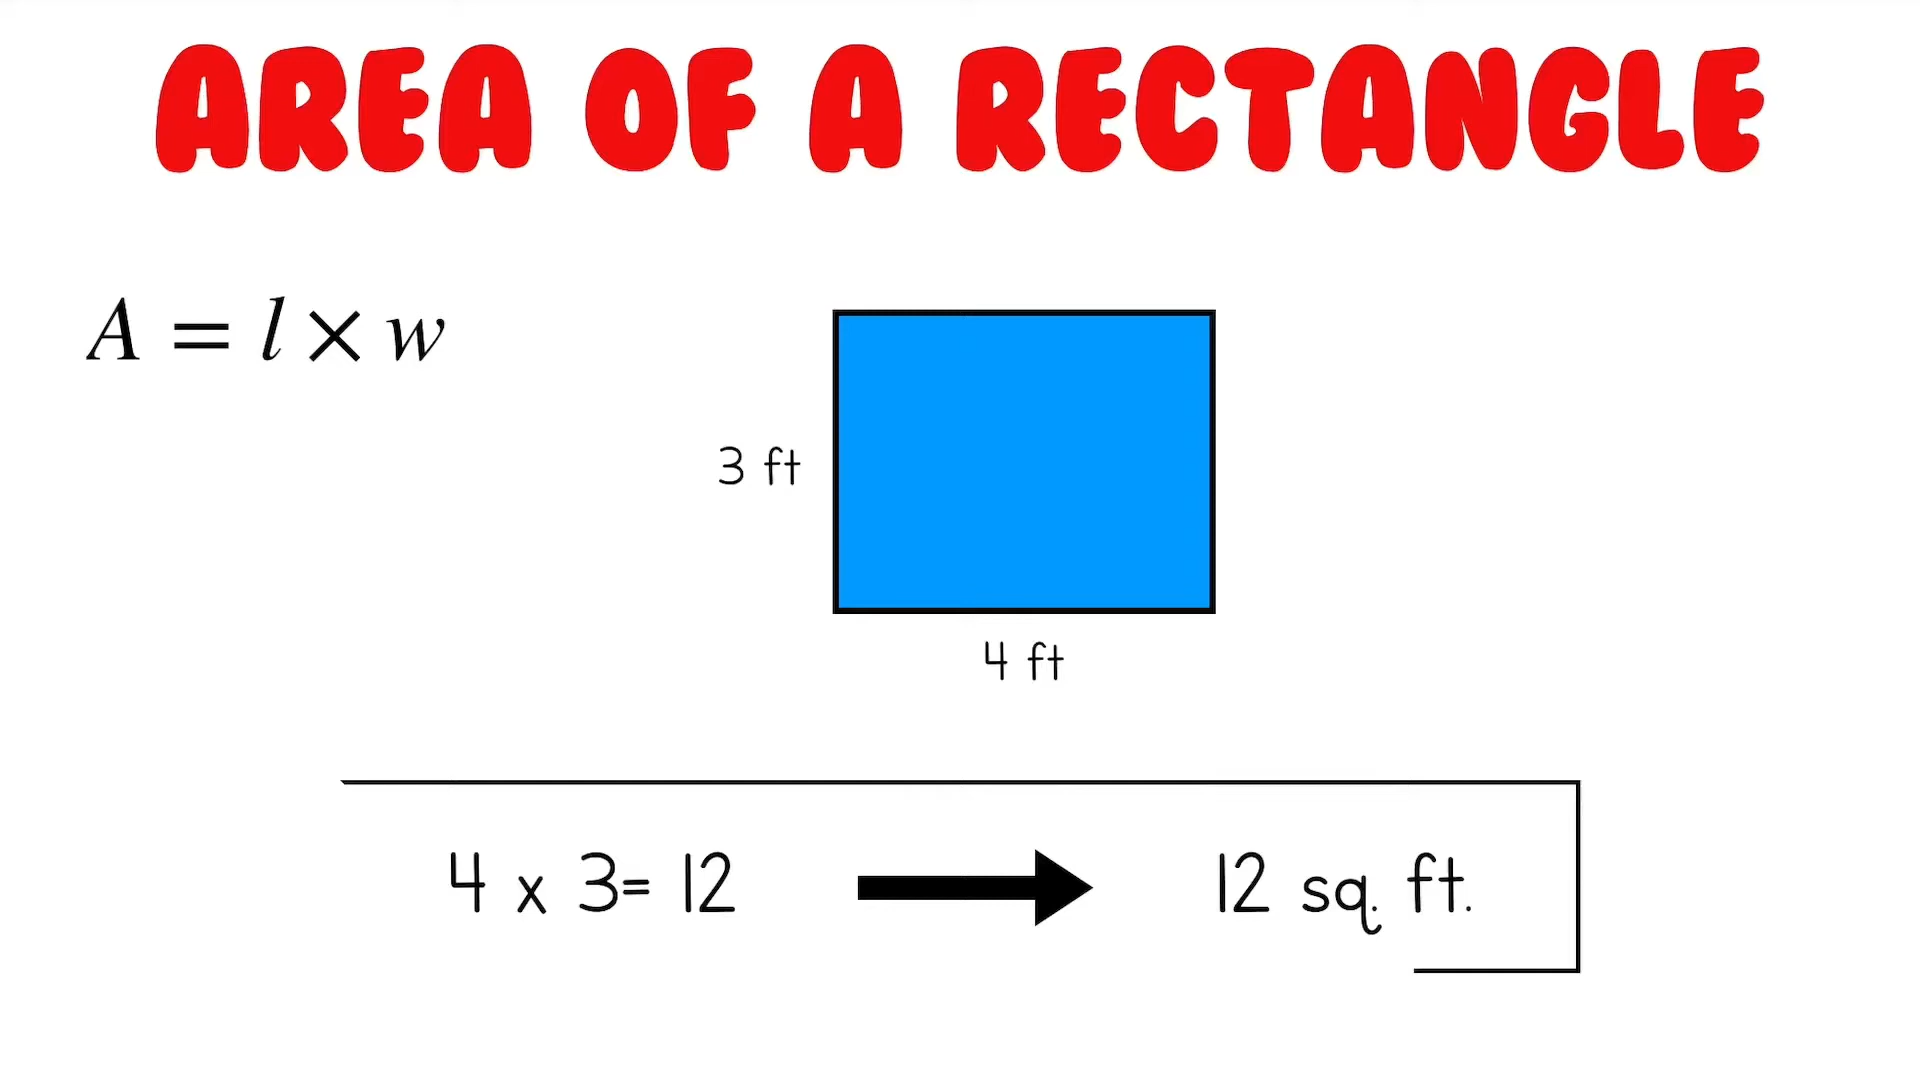 AREA OF A RECTANGLE
A = l × w
3 ft
4 ft
4 x 3= 12
12 sq. ft.